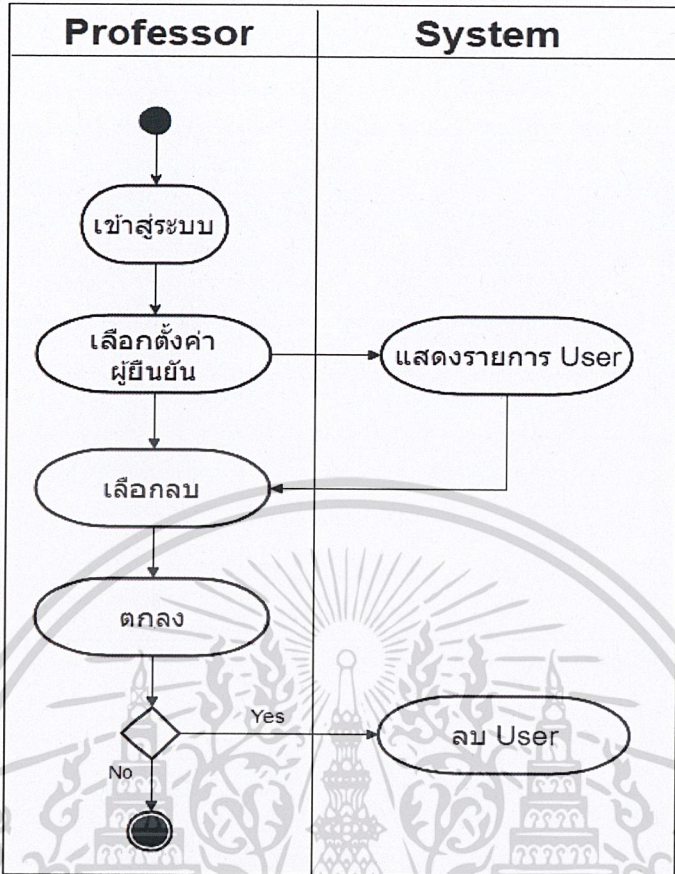 Professor
System
เข้าสู่ระบบ
เลือกตั้งค่า
ผู้ยืนยัน
แสดงรายการ User
เลือกลบ
ตกลง
Yes
ลบ User
No